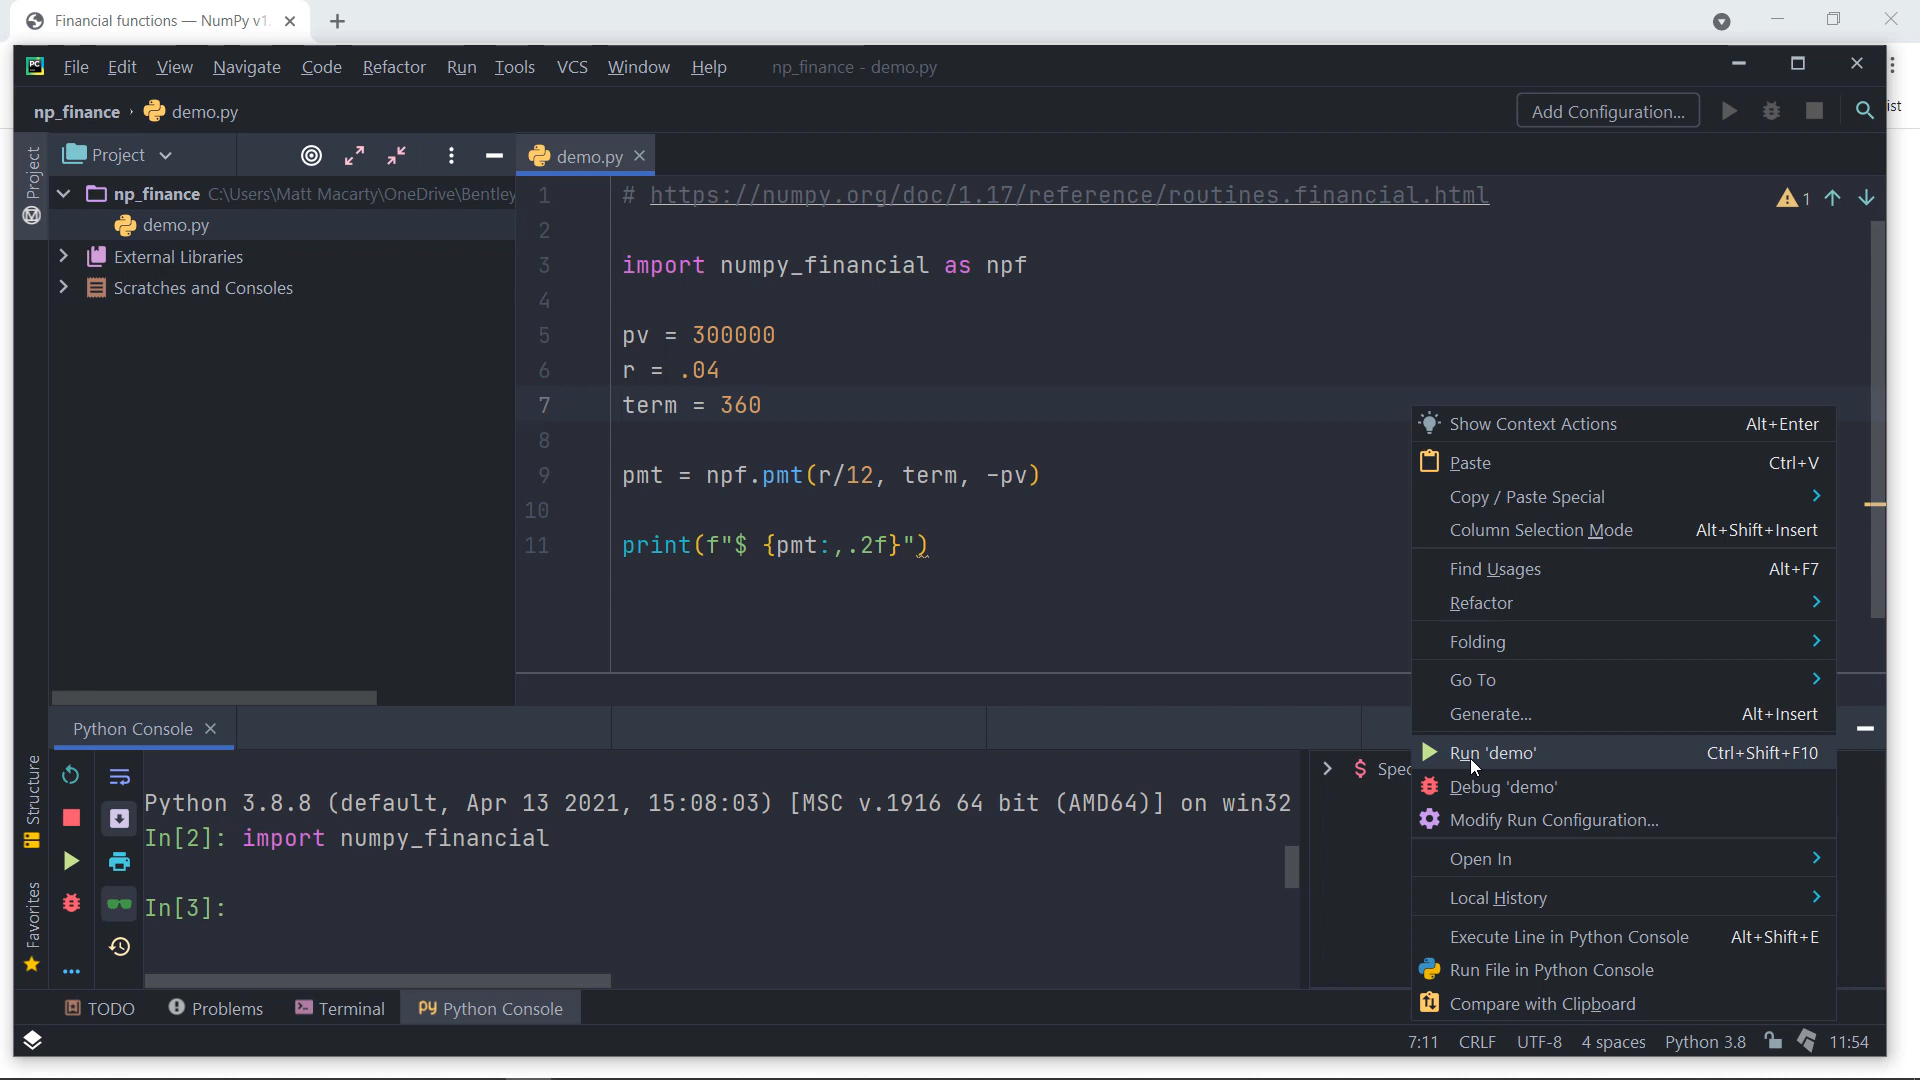 Financial functions — NumPy v1.
PC File Edit View Navigate Code Refactor Run Tools VCS Window Help np_finance - demo.py
np_finance › demo.py Add Configuration... ist
Project
demo.py
Project
np_finance C:\Users\Matt Macarty\OneDrive\Bentley
demo.py
External Libraries
Scratches and Consoles
1 # https://numpy.org/doc/1.17/reference/routines.financial.html
1
2
3 import numpy_financial as npf
4
5 pv = 300000
6 r = .04
7 term = 360
8
9 pmt = npf.pmt(r/12, term, -pv)
10
11 print(f"$ {pmt:,.2f}")
Show Context Actions Alt+Enter
Paste Ctrl+V
Copy / Paste Special
Column Selection Mode Alt+Shift+Insert
Find Usages Alt+F7
Refactor
Folding
Go To
Generate... Alt+Insert
Run 'demo' Ctrl+Shift+F10
Debug 'demo'
Modify Run Configuration...
Open In
Local History
Execute Line in Python Console Alt+Shift+E
Run File in Python Console
Compare with Clipboard
Python Console
Structure
Favorites
Python 3.8.8 (default, Apr 13 2021, 15:08:03) [MSC v.1916 64 bit (AMD64)] on win32
In[2]: import numpy_financial
In[3]:
Spec
TODO Problems Terminal Python Console
7:11 CRLF UTF-8 4 spaces Python 3.8 11:54